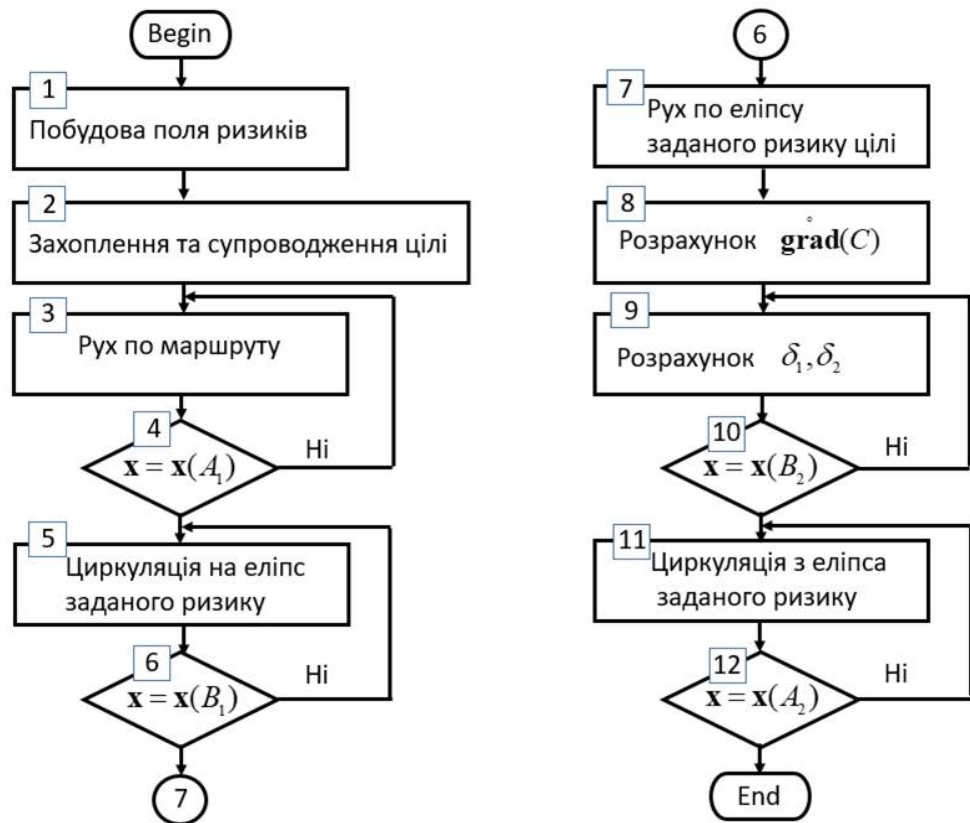 Begin
1
Побудова поля ризиків
2
Захоплення та супроводження цілі
3
Рух по маршруту
4
x = x(A₁)
Ні
5
Циркуляція на еліпс
заданого ризику
6
x = x(B₁)
Ні
7
6
7
Рух по еліпсу
заданого ризику цілі
8
Розрахунок grad(C)
9
Розрахунок δ₁, δ₂
10
x = x(B₂)
Ні
11
Циркуляція з еліпса
заданого ризику
12
x = x(A₂)
Ні
End